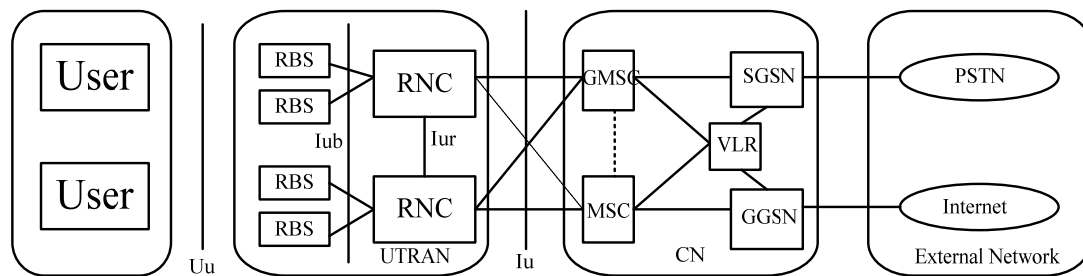 User
User
Uu
RBS
RBS
RBS
RBS
Iub
RNC
Iur
RNC
UTRAN
Iu
GMSC
MSC
VLR
SGSN
GGSN
CN
PSTN
Internet
External Network